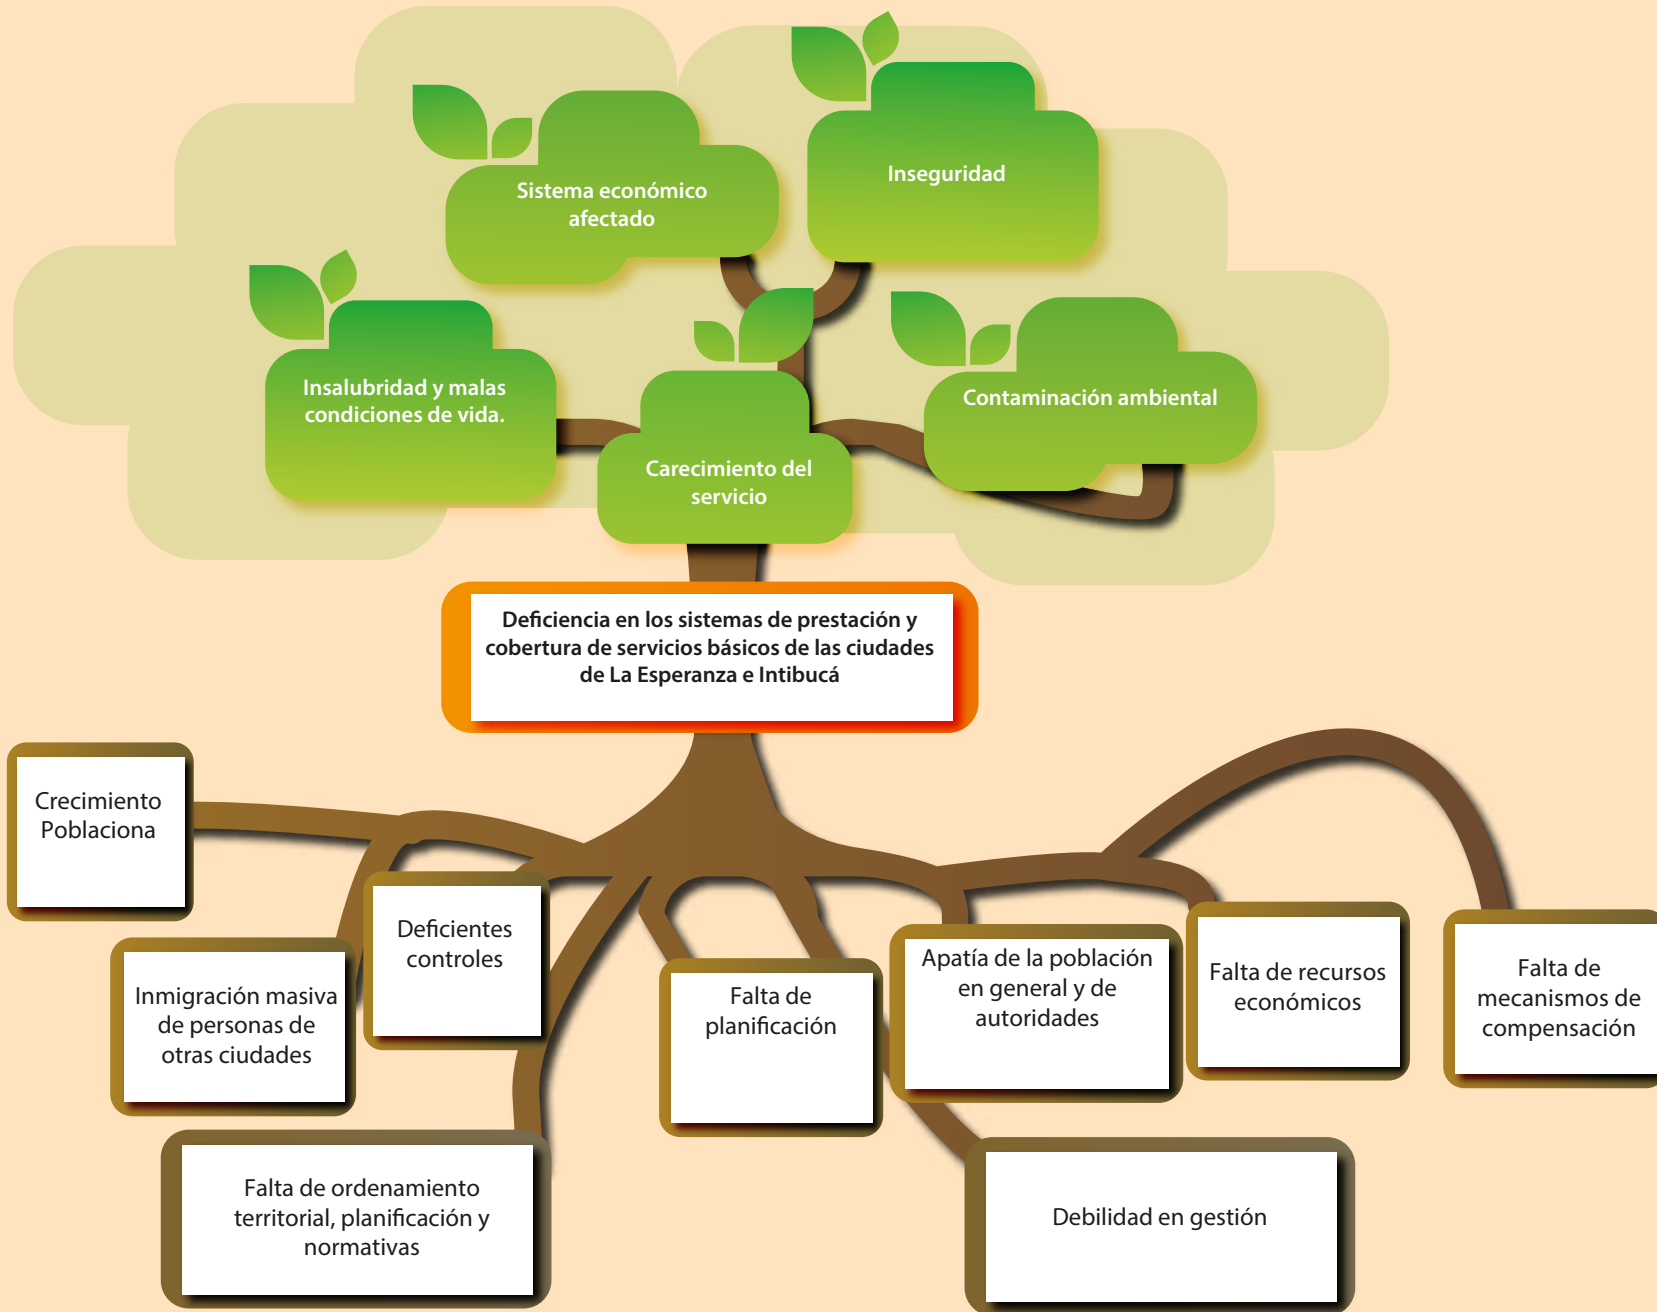 Inseguridad
Sistema económico
afectado
Insalubridad y malas
condiciones de vida.
Contaminación ambiental
Carecimiento del
servicio
Deficiencia en los sistemas de prestación y
cobertura de servicios básicos de las ciudades
de La Esperanza e Intibucá
Crecimiento
Poblaciona
Deficientes
controles
Inmigración masiva
de personas de
otras ciudades
Falta de
planificación
Apatía de la población
en general y de
autoridades
Falta de recursos
económicos
Falta de
mecanismos de
compensación
Falta de ordenamiento
territorial, planificación y
normativas
Debilidad en gestión